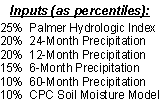 Inputs (as percentiles):
25% Palmer Hydrologic Index
20% 24-Month Precipitation
20% 12-Month Precipitation
15% 6-Month Precipitation
10% 60-Month Precipitation
10% CPC Soil Moisture Model